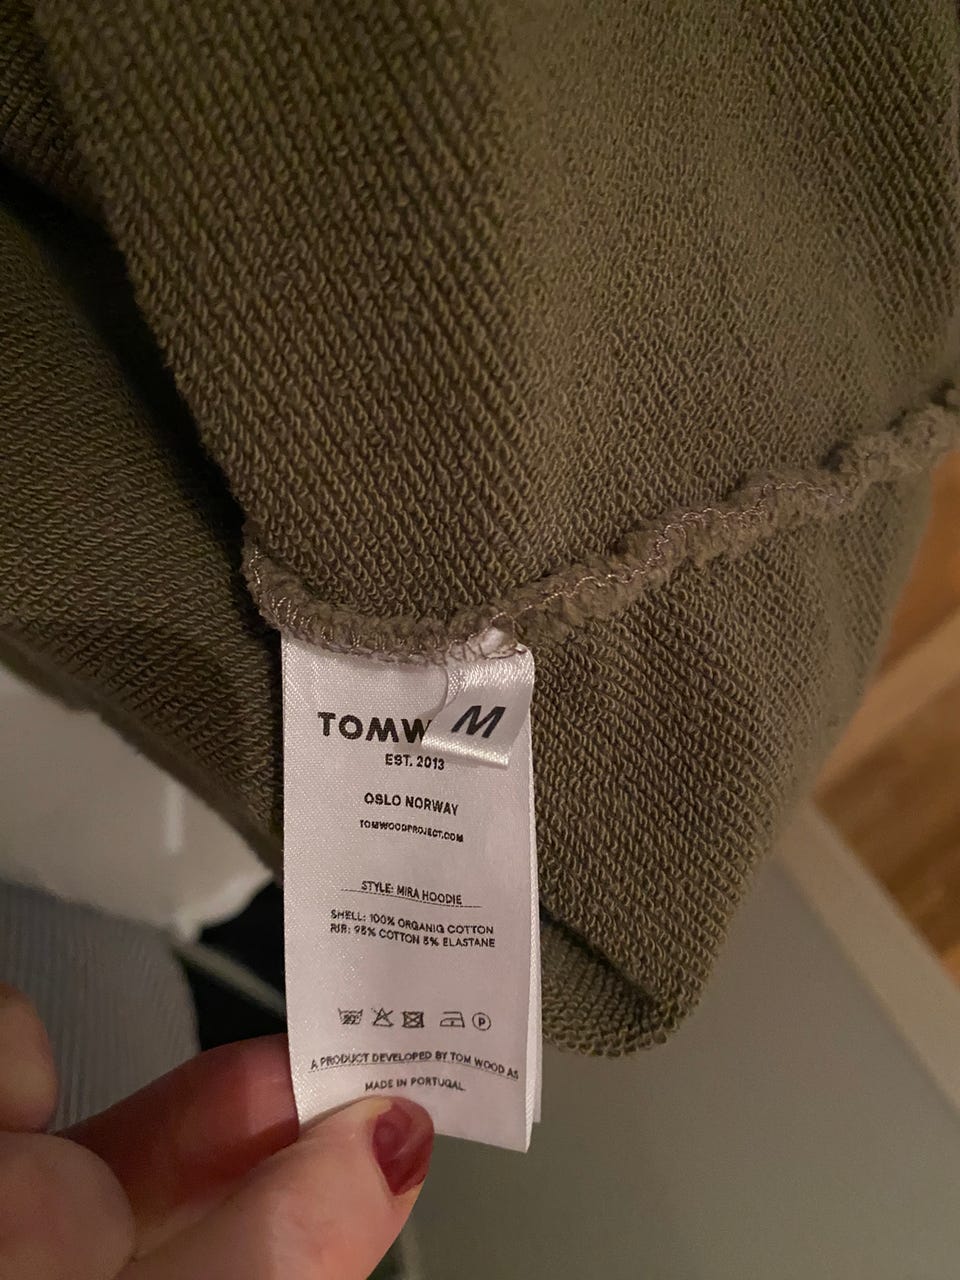 TOMW
M
EST. 2013
OSLO NORWAY
TOMWOODPROJECT.COM
STYLE: MIRA HOODIE
SHELL: 100% ORGANIC COTTON
RIB: 95% COTTON 5% ELASTANE
P
A PRODUCT DEVELOPED BY TOM WOOD AS
MADE IN PORTUGAL